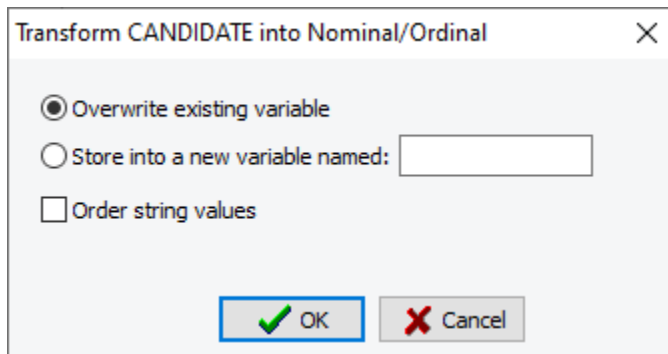 Transform CANDIDATE into Nominal/Ordinal
Overwrite existing variable
Store into a new variable named:
Order string values
OK Cancel